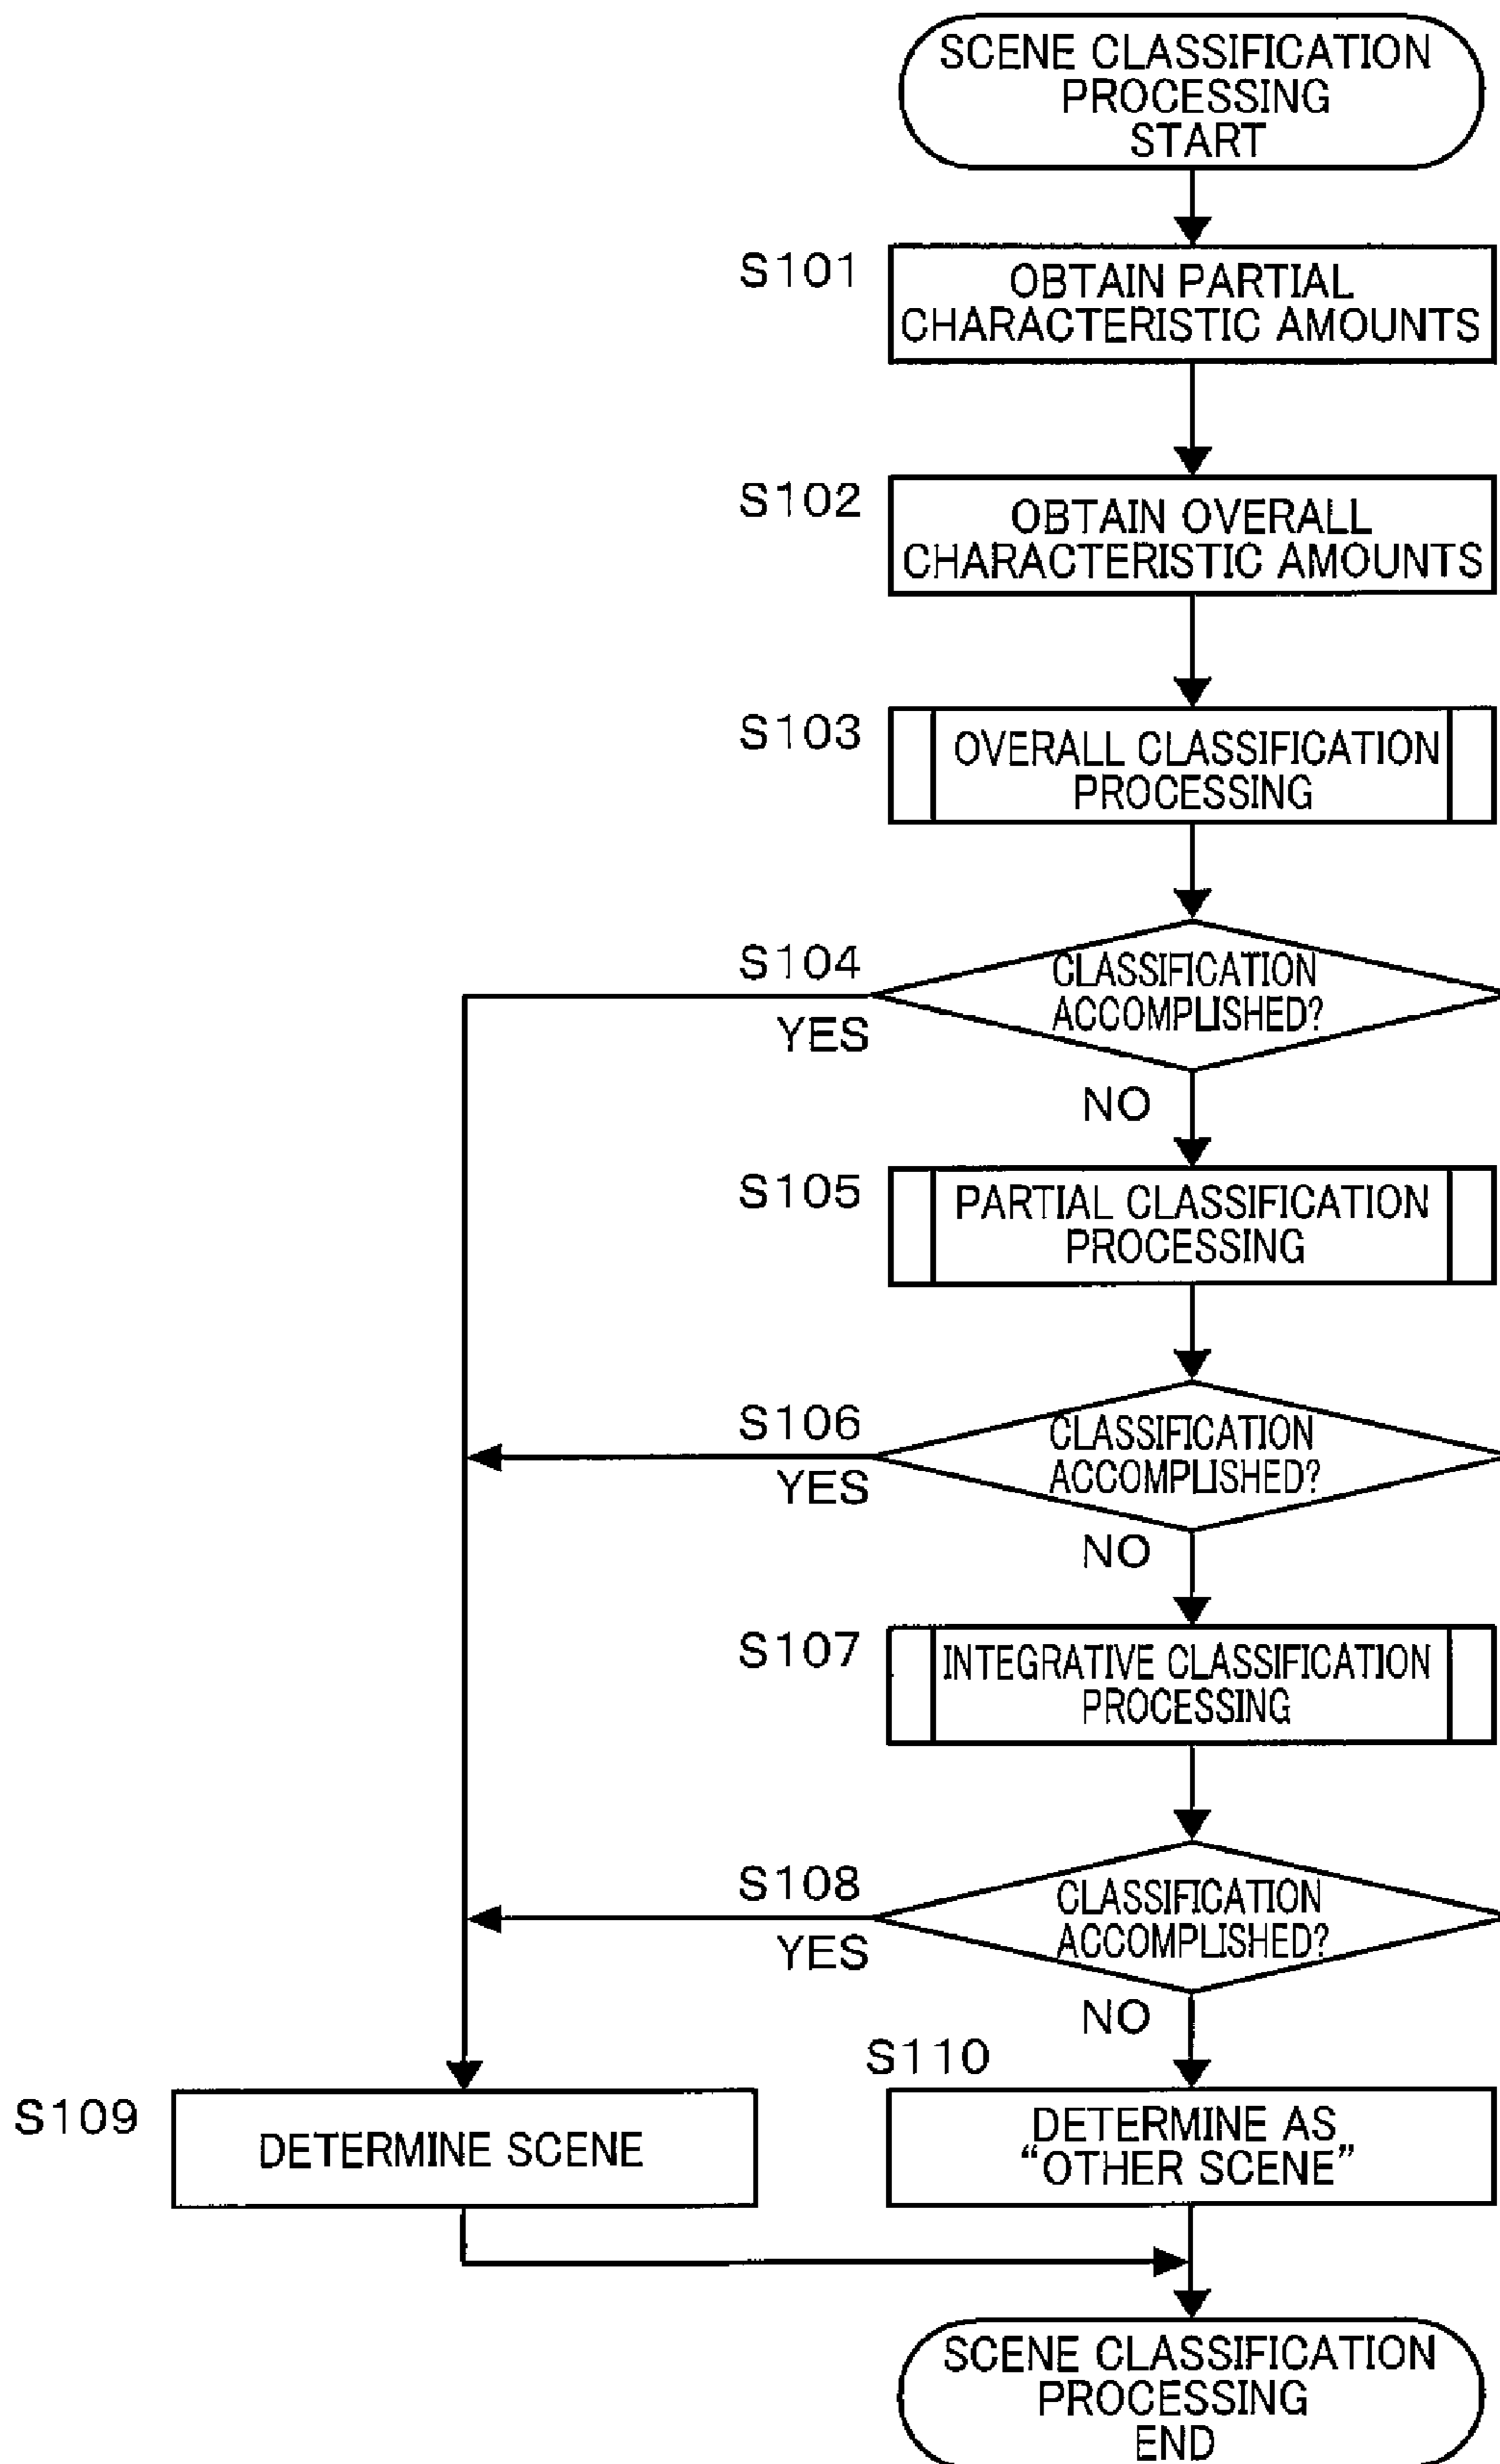 SCENE CLASSIFICATION
PROCESSING
START
S101
OBTAIN PARTIAL
CHARACTERISTIC AMOUNTS
S102
OBTAIN OVERALL
CHARACTERISTIC AMOUNTS
S103
OVERALL CLASSIFICATION
PROCESSING
S104
CLASSIFICATION
ACCOMPLISHED?
YES
NO
S105
PARTIAL CLASSIFICATION
PROCESSING
S106
CLASSIFICATION
ACCOMPLISHED?
YES
NO
S107
INTEGRATIVE CLASSIFICATION
PROCESSING
S108
CLASSIFICATION
ACCOMPLISHED?
YES
NO
S109
DETERMINE SCENE
S110
DETERMINE AS
“OTHER SCENE”
SCENE CLASSIFICATION
PROCESSING
END